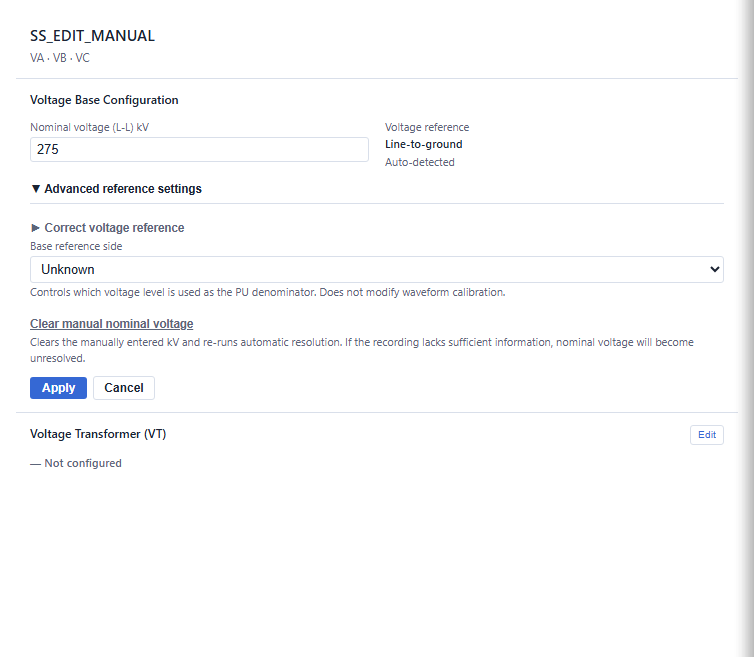 SS_EDIT_MANUAL
VA · VB · VC
Voltage Base Configuration
Nominal voltage (L-L) kV
275
Voltage reference
Line-to-ground
Auto-detected
▼ Advanced reference settings
▶ Correct voltage reference
Base reference side
Unknown
Controls which voltage level is used as the PU denominator. Does not modify waveform calibration.
Clear manual nominal voltage
Clears the manually entered kV and re-runs automatic resolution. If the recording lacks sufficient information, nominal voltage will become
unresolved.
Apply
Cancel
Voltage Transformer (VT)
Edit
— Not configured